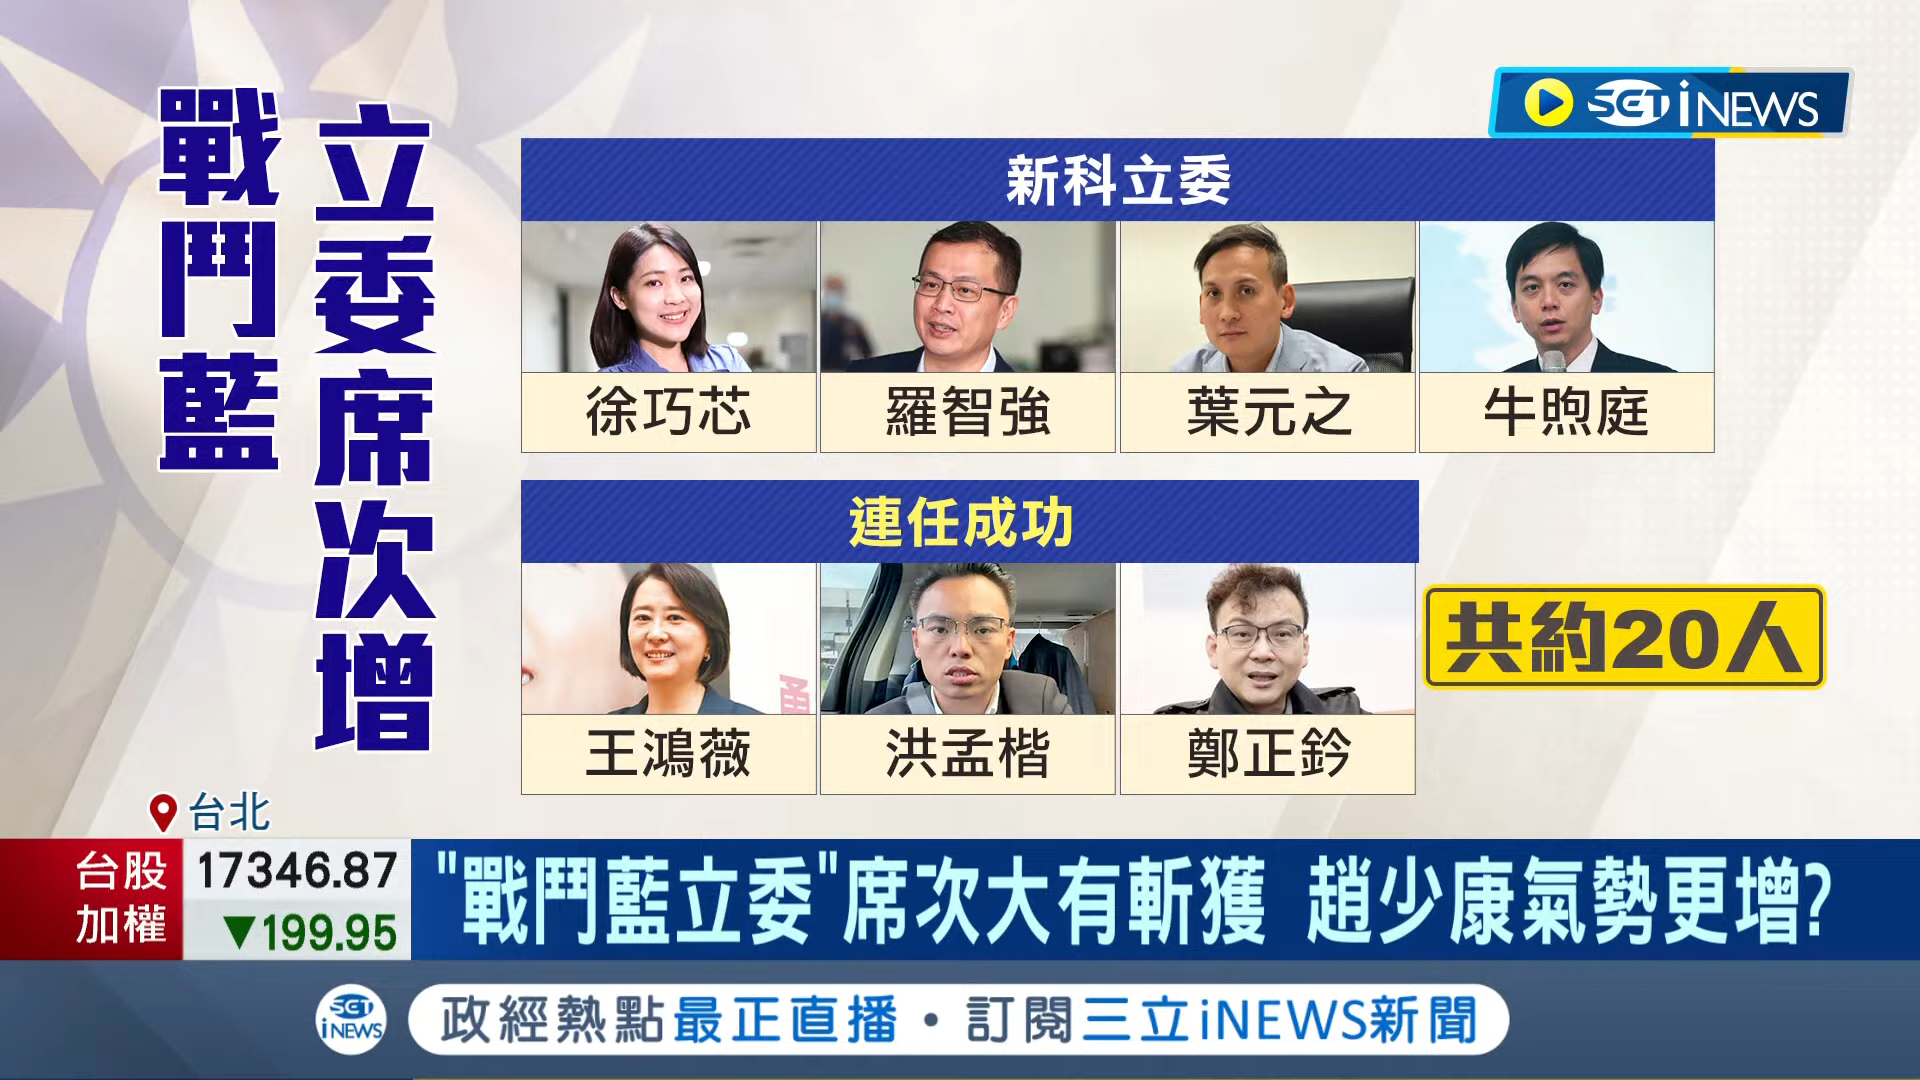 戰鬥藍
立委席次增
SET iNEWS
新科立委
徐巧芯
羅智強
葉元之
牛煦庭
連任成功
王鴻薇
洪孟楷
鄭正鈐
共約20人
勇
台北
台股加權
17346.87
▼199.95
"戰鬥藍立委"席次大有斬獲 趙少康氣勢更增?
SET iNEWS
政經熱點最正直播・訂閱三立iNEWS新聞